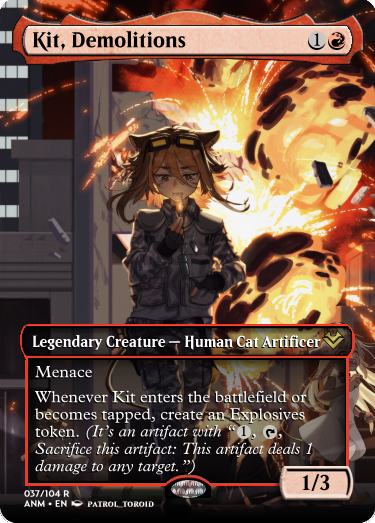 Kit, Demolitions 1
Legendary Creature — Human Cat Artificer
Menace
Whenever Kit enters the battlefield or
becomes tapped, create an Explosives
token. (It's an artifact with “1, T,
Sacrifice this artifact: This artifact deals 1
damage to any target.”)
1/3
037/104 R
ANM • EN PATROL_TOROID